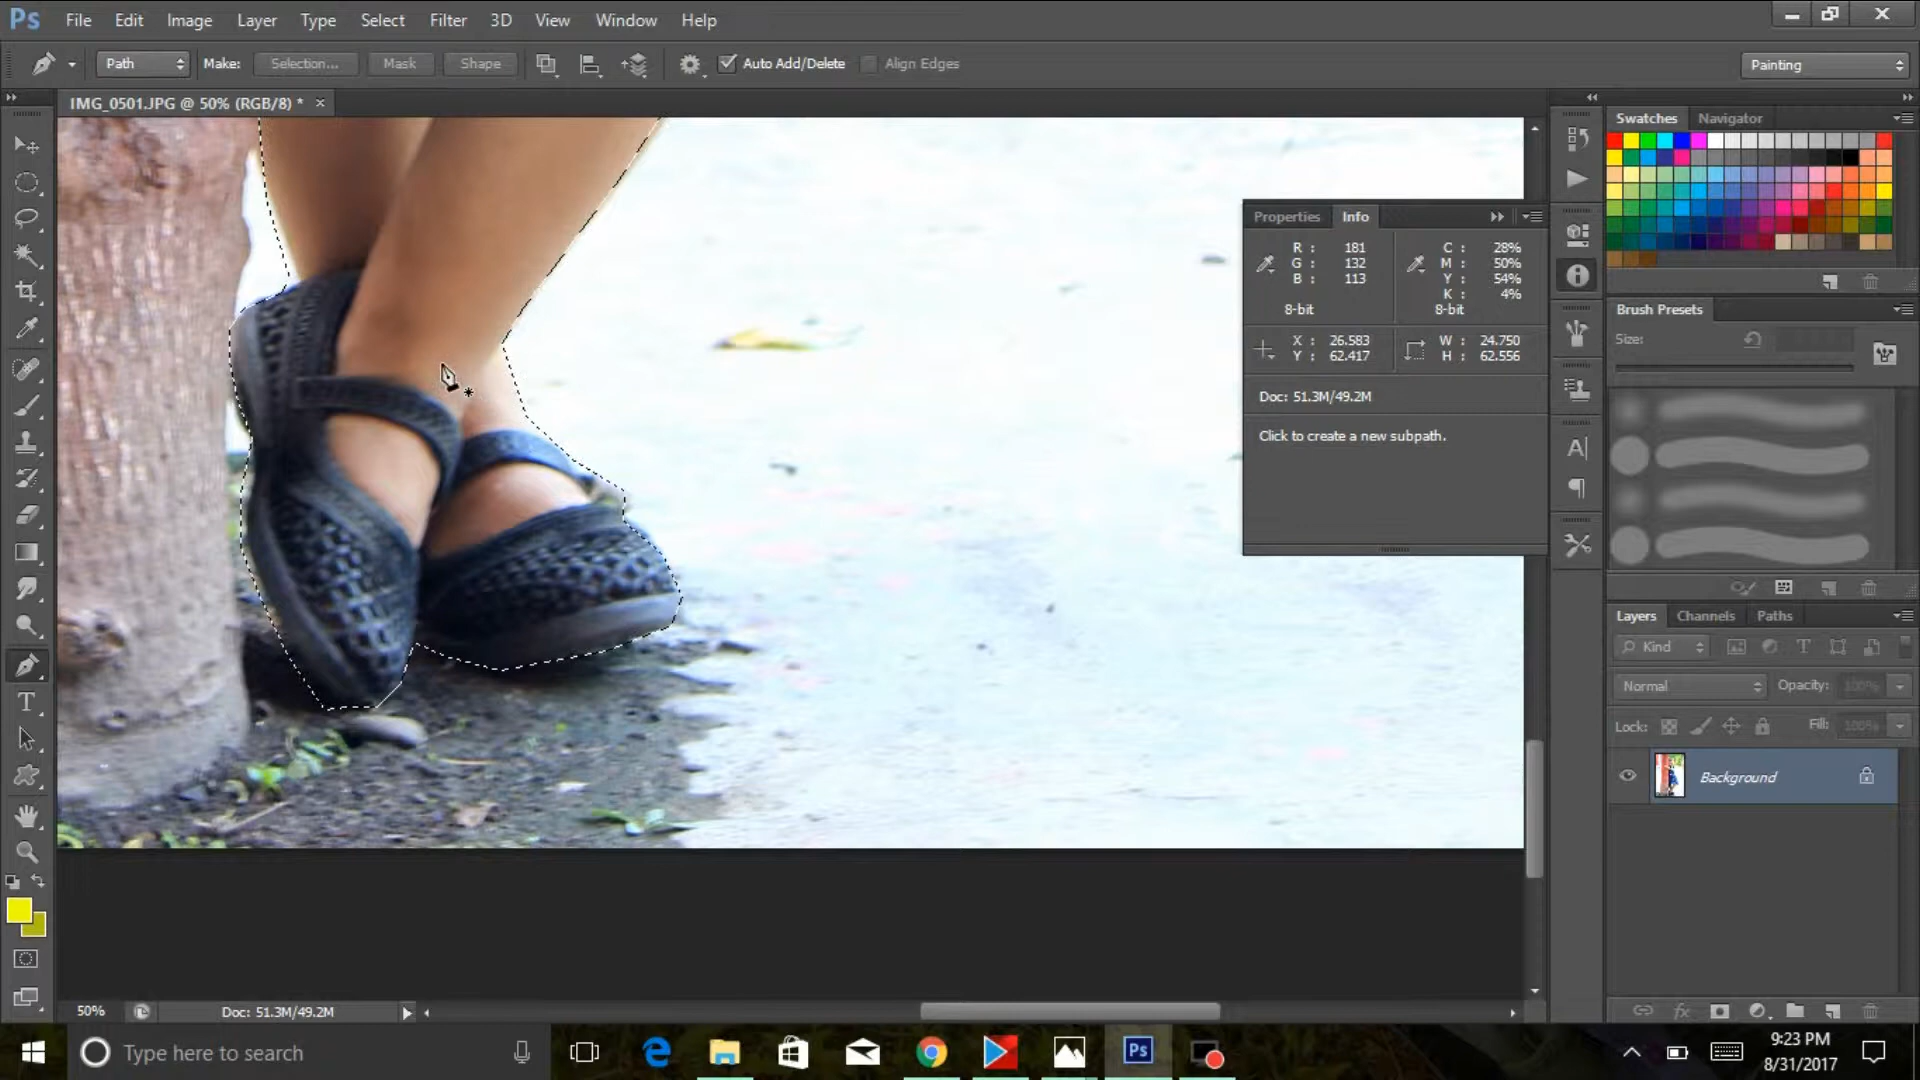 Ps File Edit Image Layer Type Select Filter 3D View Window Help
Path Make: Selection... Mask Shape Auto Add/Delete Align Edges Painting
IMG_0501.JPG @ 50% (RGB/8) * ×
Swatches Navigator
Properties Info
R : 181 C : 28%
G : 132 M : 50%
B : 113 Y : 54%
K : 4%
8-bit 8-bit
X : 26.583 W : 24.750
Y : 62.417 H : 62.556
Doc: 51.3M/49.2M
Click to create a new subpath.
Brush Presets
Size:
Layers Channels Paths
Kind
Normal Opacity: 100%
Lock: Fill: 100%
Background
50% Doc: 51.3M/49.2M
Type here to search
Ps
9:23 PM
8/31/2017